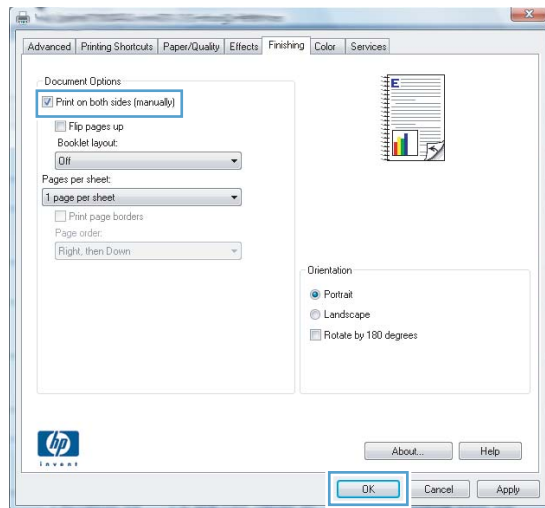 Advanced Printing Shortcuts Paper/Quality Effects Finishing Color Services
Document Options
Print on both sides (manually)
Flip pages up
Booklet layout:
Off
Pages per sheet:
1 page per sheet
Print page borders
Page order:
Right, then Down
E
Orientation
Portrait
Landscape
Rotate by 180 degrees
hp
invent
About... Help
OK Cancel Apply